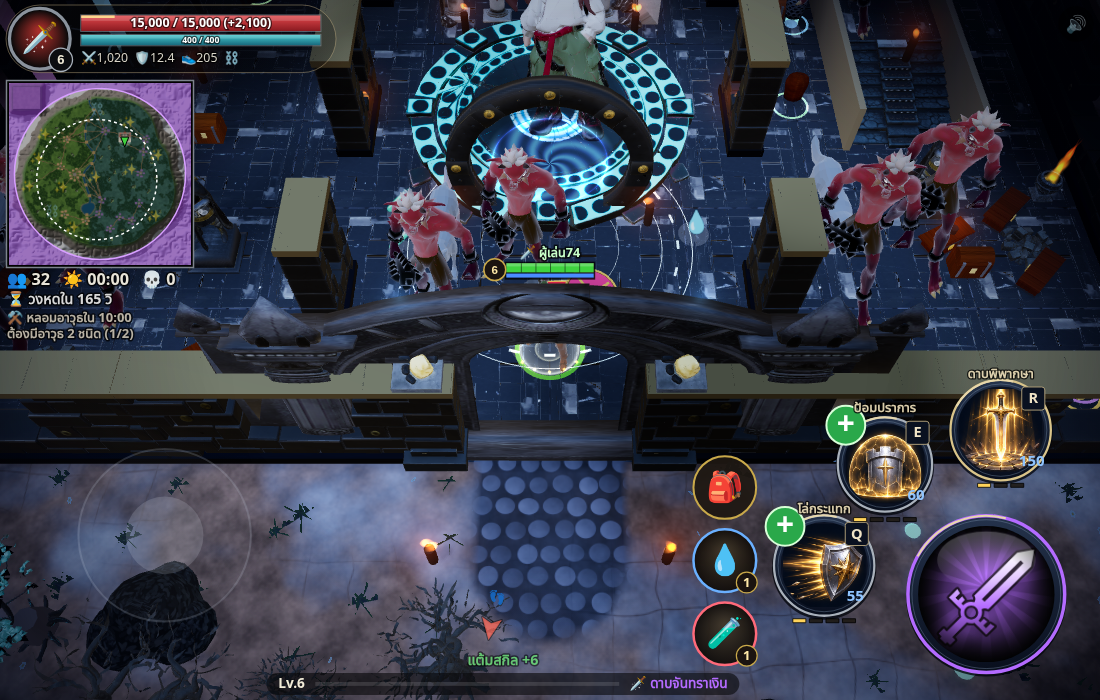 15,000 / 15,000 (+2,100)
400 / 400
6
1,020 12.4 205
32 00:00 0
วงหดใน 165 วิ
หลอมอาวุธใน 10:00
ต้องมีอาวุธ 2 ชนิด (1/2)
ผู้เล่น74
6
ดาบพิพากษา
R
150
ป้อมปราการ
E
60
โล่กระแทก
Q
55
1
1
แต้มสกิล +6
Lv.6
ดาบจันทราเงิน